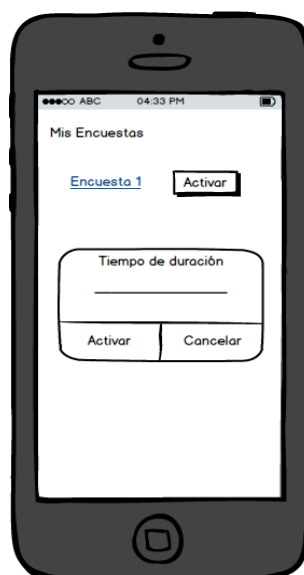 ABC 04:33 PM
Mis Encuestas
Encuesta 1 Activar
Tiempo de duración
Activar Cancelar